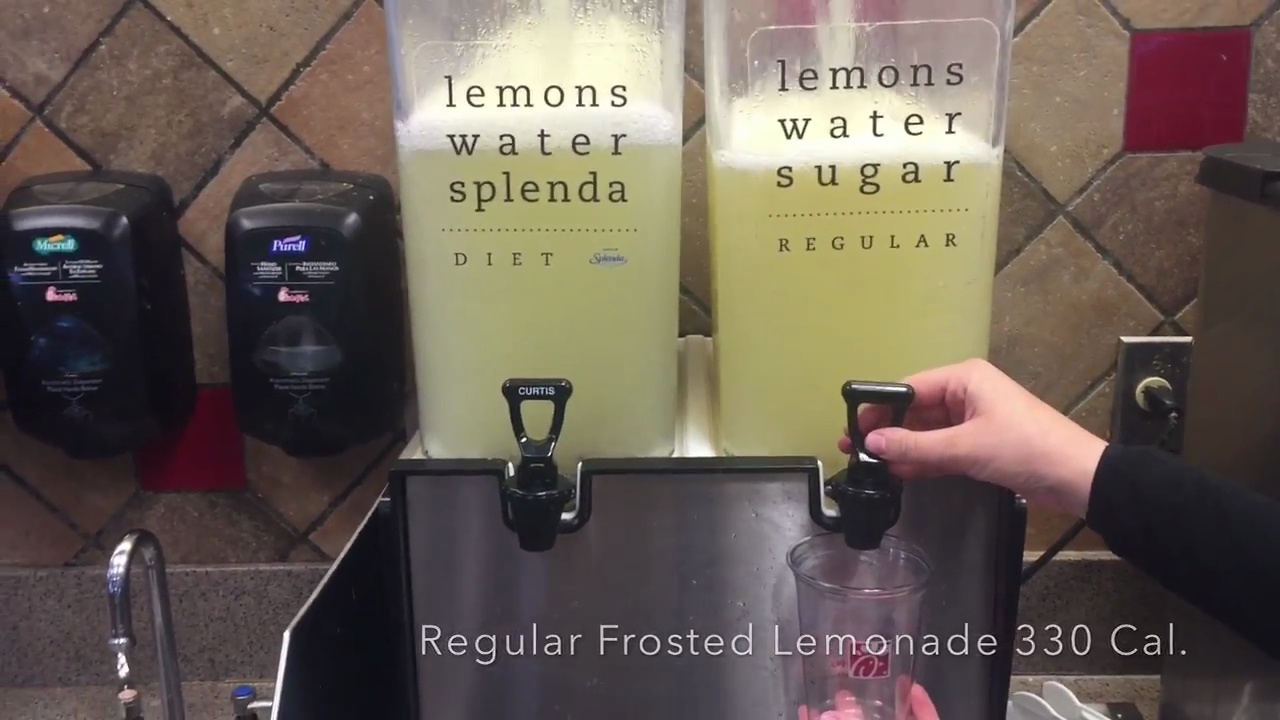 lemons
water
splenda
DIET
Splenda
lemons
water
sugar
REGULAR
Micrell
Purell
CURTIS
Regular Frosted Lemonade 330 Cal.